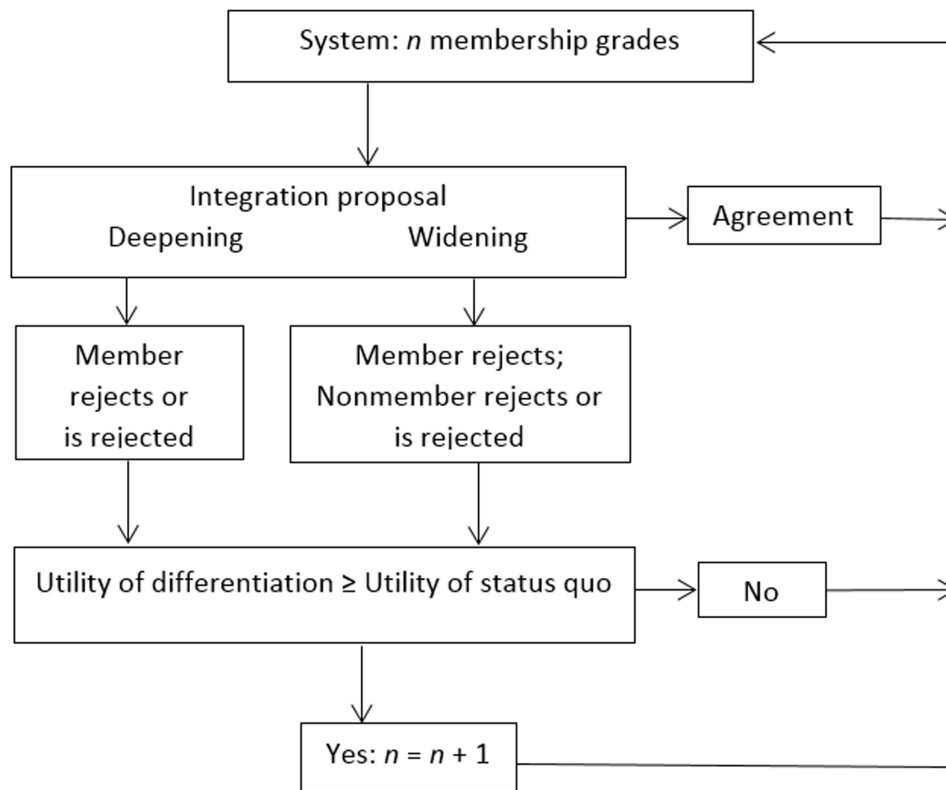 System: n membership grades
Integration proposal
Deepening Widening
Agreement
Member
rejects or
is rejected
Member rejects;
Nonmember rejects or
is rejected
Utility of differentiation ≥ Utility of status quo
No
Yes: n = n + 1